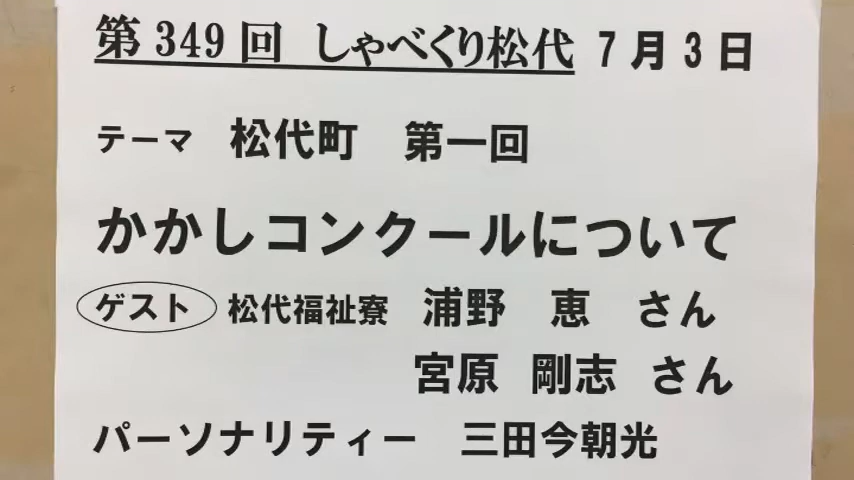 第349回 しゃべくり松代 7月3日
テーマ 松代町 第一回
かかしコンクールについて
ゲスト 松代福祉寮 浦野 恵 さん
宮原 剛志 さん
パーソナリティー 三田今朝光